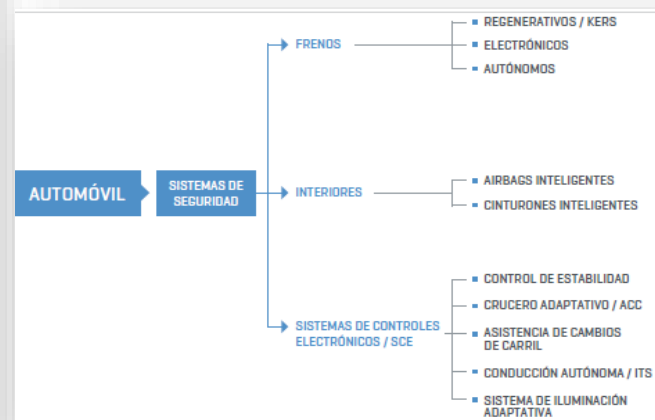 AUTOMÓVIL
SISTEMAS DE
SEGURIDAD
FRENOS
REGENERATIVOS / KERS
ELECTRÓNICOS
AUTÓNOMOS
INTERIORES
AIRBAGS INTELIGENTES
CINTURONES INTELIGENTES
SISTEMAS DE CONTROLES
ELECTRÓNICOS / SCE
CONTROL DE ESTABILIDAD
CRUCERO ADAPTATIVO / ACC
ASISTENCIA DE CAMBIOS
DE CARRIL
CONDUCCIÓN AUTÓNOMA / ITS
SISTEMA DE ILUMINACIÓN
ADAPTATIVA